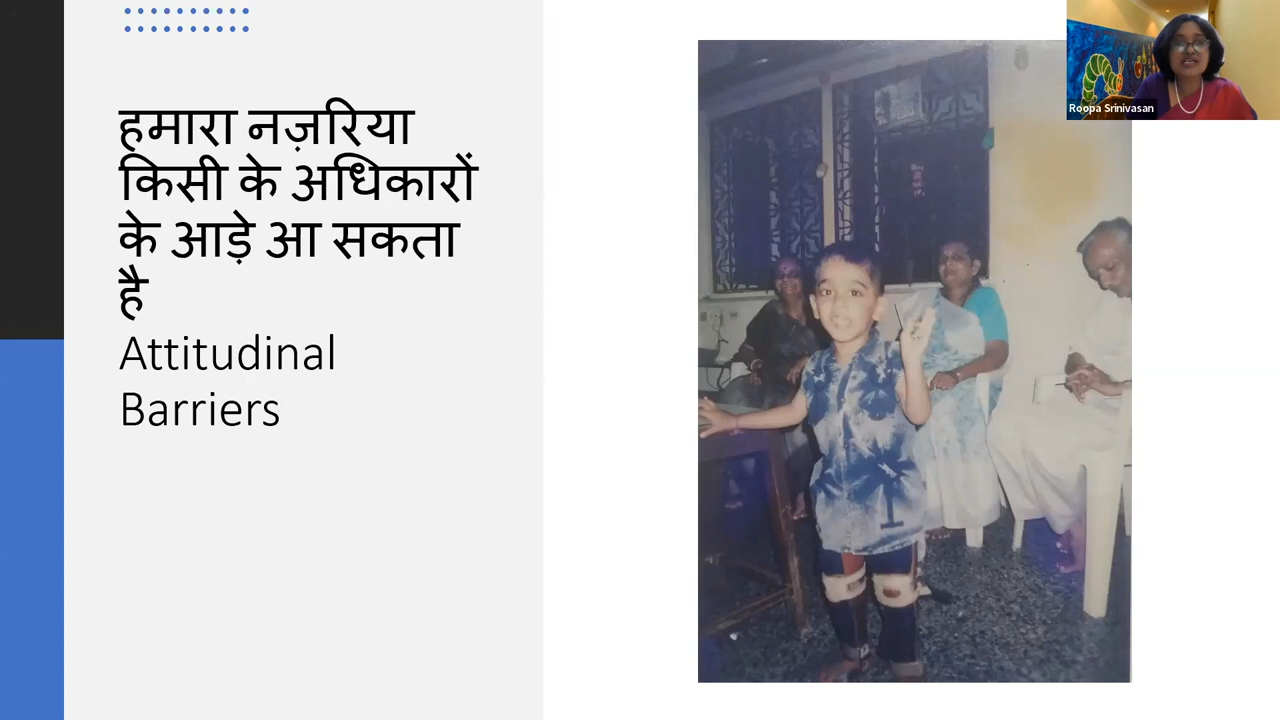 हमारा नज़रिया
किसी के अधिकारों
के आड़े आ सकता
है
Attitudinal
Barriers
Roopa Srinivasan